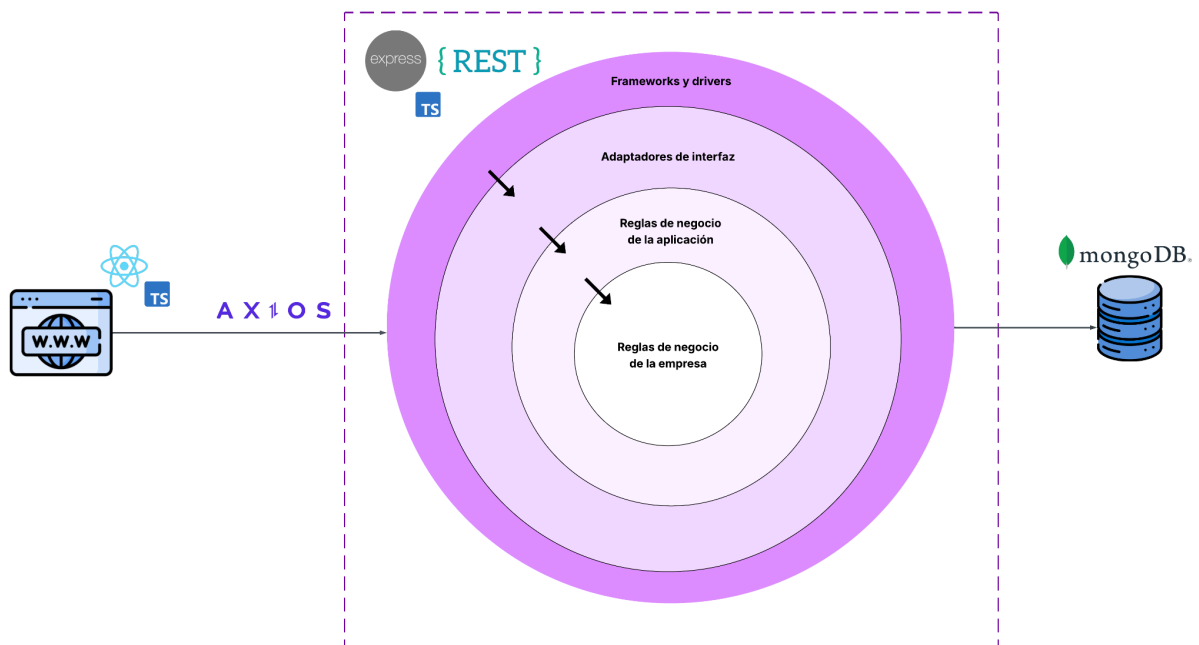 express
{ REST }
TS
Frameworks y drivers
Adaptadores de interfaz
Reglas de negocio
de la aplicación
Reglas de negocio
de la empresa
TS
W.W.W
AXIOS
mongoDB®